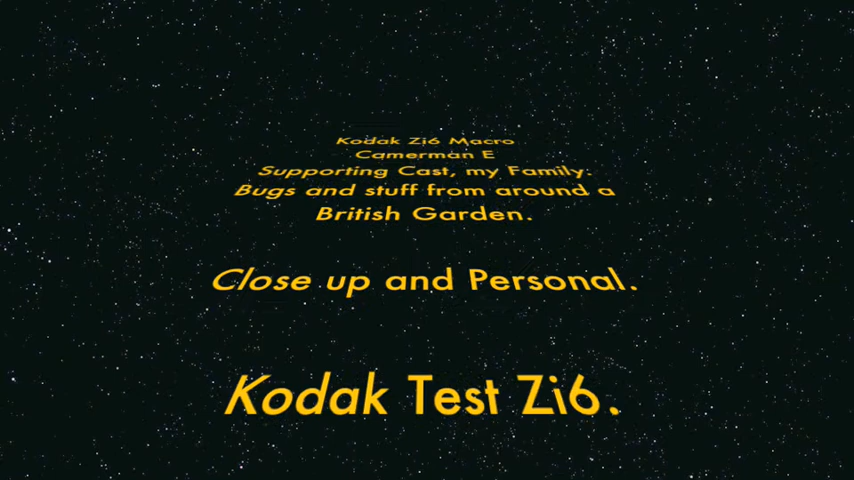 Kodak Zi6 Macro
Camerman E
Supporting Cast, my Family:
Bugs and stuff from around a
British Garden.
Close up and Personal.
Kodak Test Zi6.